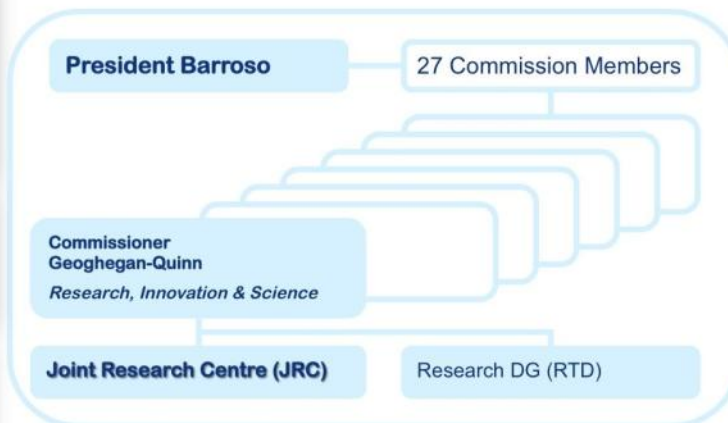 President Barroso
27 Commission Members
Commissioner
Geoghegan-Quinn
Research, Innovation & Science
Joint Research Centre (JRC)
Research DG (RTD)